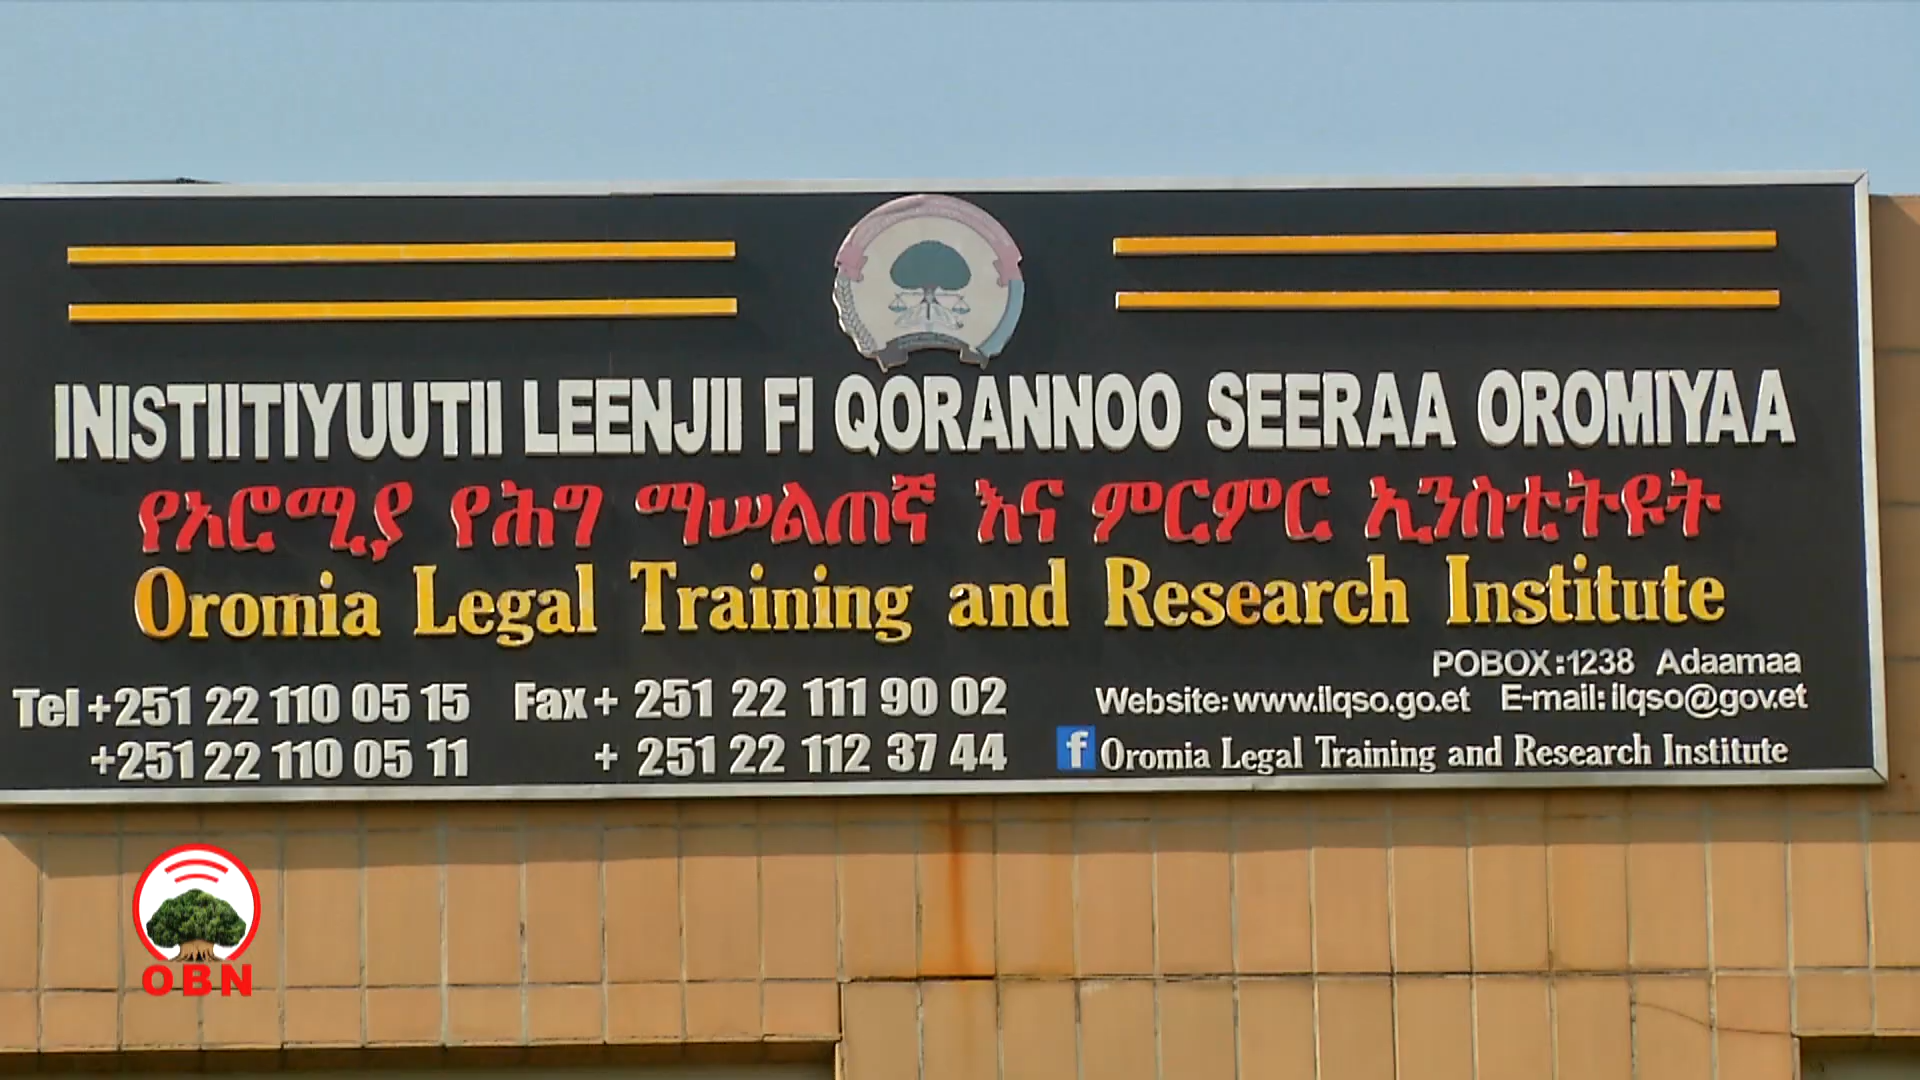 INISTIITIYUUTII LEENJII FI QORANNOO SEERAA OROMIYAA
የኦሮሚያ የሕግ ማሠልጠኛ እና ምርምር ኢንስቲትዩት
Oromia Legal Training and Research Institute
POBOX:1238 Adaamaa
Tel +251 22 110 05 15 Fax + 251 22 111 90 02 Website: www.ilqso.go.et E-mail: ilqso@gov.et
+251 22 110 05 11 + 251 22 112 37 44 f Oromia Legal Training and Research Institute
OBN